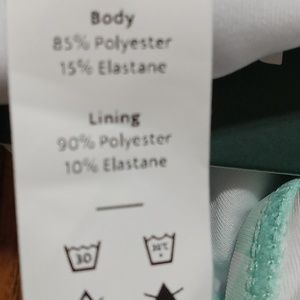 Body
85% Polyester
15% Elastane
Lining
90% Polyester
10% Elastane
30